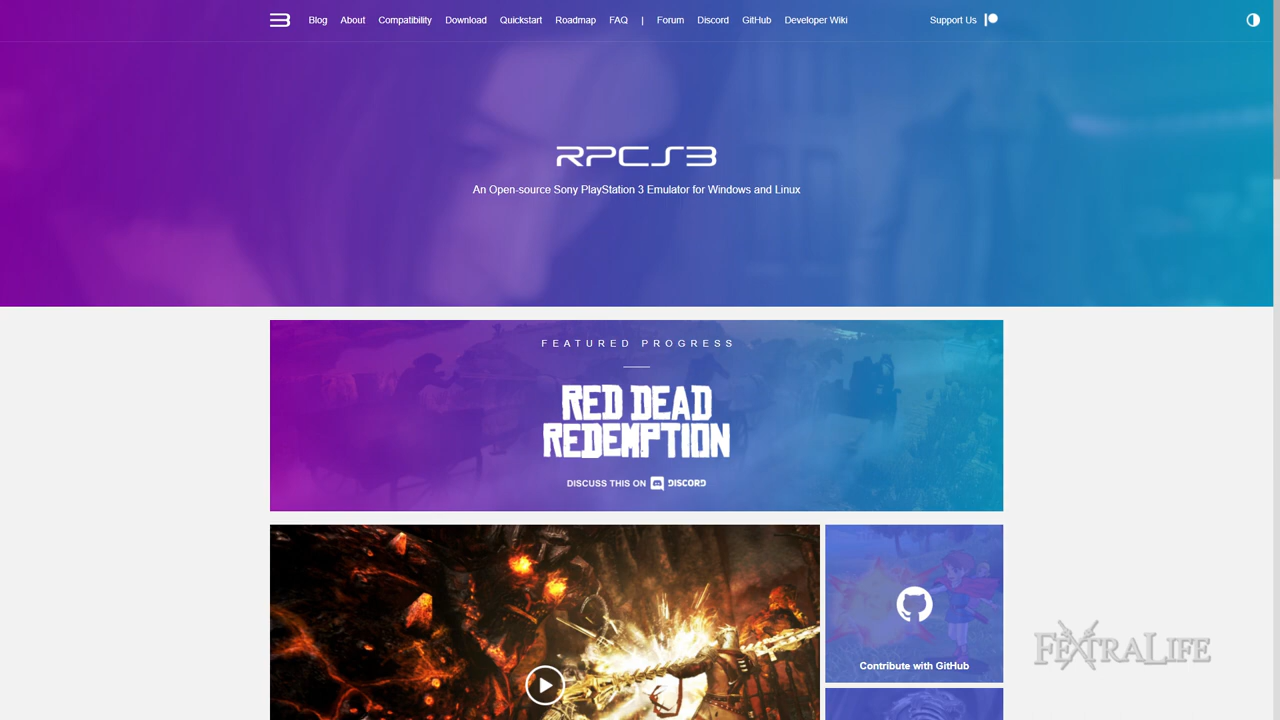 Blog About Compatibility Download Quickstart Roadmap FAQ | Forum Discord GitHub Developer Wiki Support Us
RPCS3
An Open-source Sony PlayStation 3 Emulator for Windows and Linux
FEATURED PROGRESS
RED DEAD
REDEMPTION
DISCUSS THIS ON DISCORD
Contribute with GitHub
FEXTRALIFE